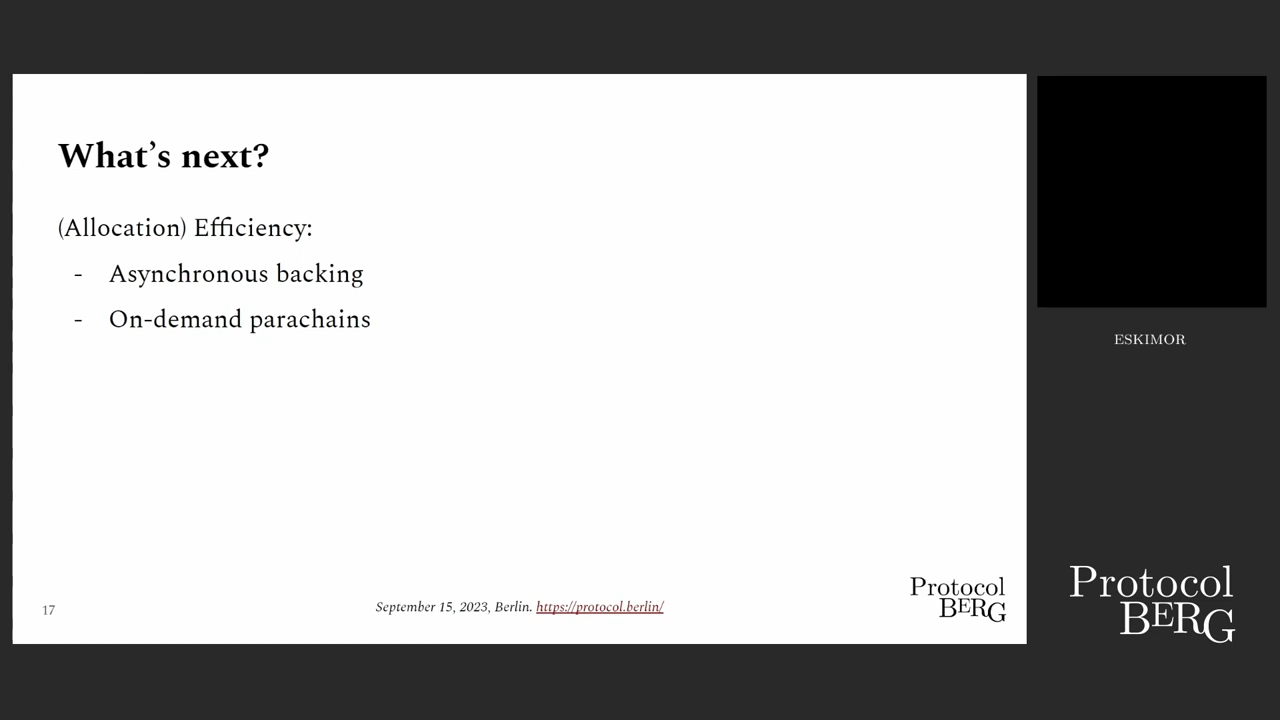 What's next?
(Allocation) Efficiency:
- Asynchronous backing
- On-demand parachains
17
September 15, 2023, Berlin. https://protocol.berlin/
Protocol
BERG
ESKIMOR
Protocol
BERG